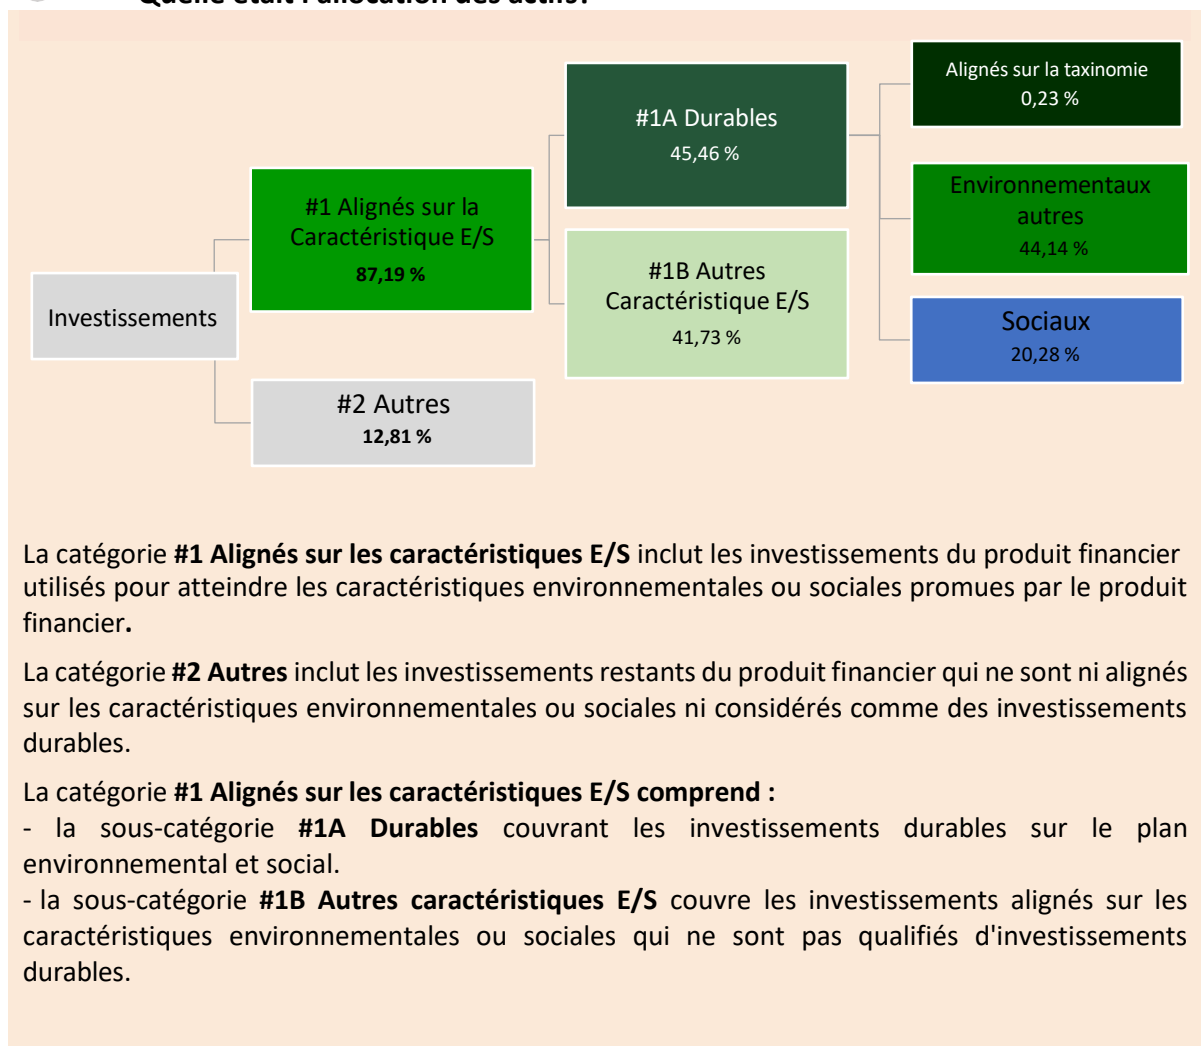 Quelle était l'allocation des actifs?
Investissements
#1 Alignés sur la
Caractéristique E/S
87,19 %
#2 Autres
12,81 %
#1A Durables
45,46 %
#1B Autres
Caractéristique E/S
41,73 %
Alignés sur la taxinomie
0,23 %
Environnementaux
autres
44,14 %
Sociaux
20,28 %
La catégorie #1 Alignés sur les caractéristiques E/S inclut les investissements du produit financier
utilisés pour atteindre les caractéristiques environnementales ou sociales promues par le produit
financier.
La catégorie #2 Autres inclut les investissements restants du produit financier qui ne sont ni alignés
sur les caractéristiques environnementales ou sociales ni considérés comme des investissements
durables.
La catégorie #1 Alignés sur les caractéristiques E/S comprend :
- la sous-catégorie #1A Durables couvrant les investissements durables sur le plan
environnemental et social.
- la sous-catégorie #1B Autres caractéristiques E/S couvre les investissements alignés sur les
caractéristiques environnementales ou sociales qui ne sont pas qualifiés d'investissements
durables.